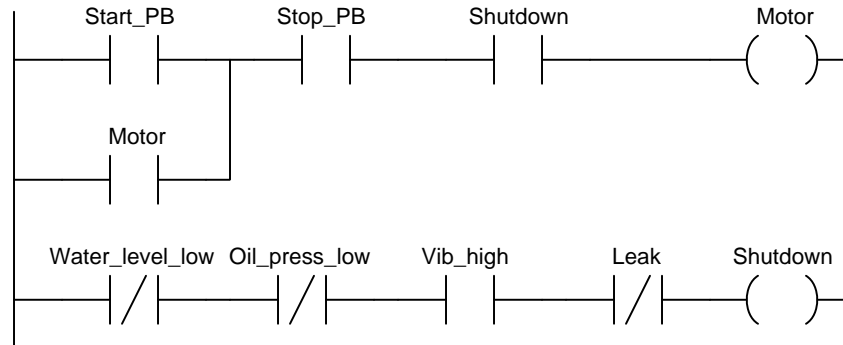 Start_PB Stop_PB Shutdown Motor
Motor
Water_level_low Oil_press_low Vib_high Leak Shutdown